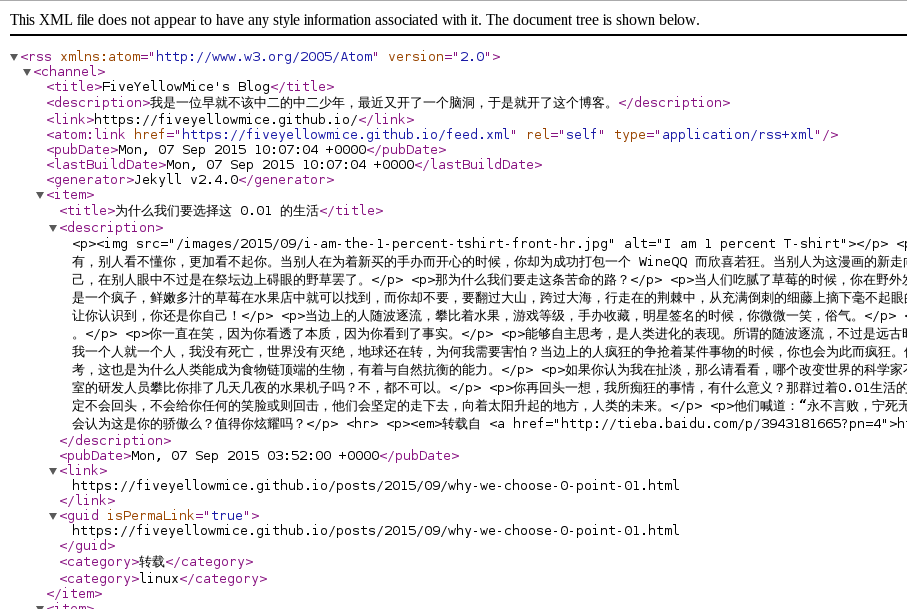 This XML file does not appear to have any style information associated with it. The document tree is shown below.
▼<rss xmlns:atom="http://www.w3.org/2005/Atom" version="2.0">
▼<channel>
<title>FiveYellowMice's Blog</title>
<description>我是一位早就不该中二的中二少年，最近又开了一个脑洞，于是就开了这个博客。</description>
<link>https://fiveyellowmice.github.io/</link>
<atom:link href="https://fiveyellowmice.github.io/feed.xml" rel="self" type="application/rss+xml"/>
<pubDate>Mon, 07 Sep 2015 10:07:04 +0000</pubDate>
<lastBuildDate>Mon, 07 Sep 2015 10:07:04 +0000</lastBuildDate>
<generator>Jekyll v2.4.0</generator>
▼<item>
<title>为什么我们要选择这 0.01 的生活</title>
▼<description>
<p><img src="/images/2015/09/i-am-the-1-percent-tshirt-front-hr.jpg" alt="I am 1 percent T-shirt"></p> <p
有，别人看不懂你，更加看不起你。当别人在为着新买的手办而开心的时候，你却为成功打包一个 WineQQ 而欣喜若狂。当别人为这漫画的新走
己，在别人眼中不过是在祭坛边上碍眼的野草罢了。</p> <p>那为什么我们要走这条苦命的路？</p> <p>当人们吃腻了草莓的时候，你在野外发
是一个疯子，鲜嫩多汁的草莓在水果店中就可以找到，而你却不要，要翻过大山，跨过大海，行走在的荆棘中，从充满倒刺的细藤上摘下毫不起眼的
让你认识到，你还是你自己！</p> <p>当边上的人随波逐流，攀比着水果，游戏等级，手办收藏，明星签名的时候，你微微一笑，俗气。</p> <
。</p> <p>你一直在笑，因为你看透了本质，因为你看到了事实。</p> <p>能够自主思考，是人类进化的表现。所谓的随波逐流，不过是远古时
我一个人就一个人，我没有死亡，世界没有灭绝，地球还在转，为何我需要害怕？当边上的人疯狂的争抢着某件事物的时候，你也会为此而疯狂。
考，这也是为什么人类能成为食物链顶端的生物，有着与自然抗衡的能力。</p> <p>如果你认为我在扯淡，那么请看看，哪个改变世界的科学家不
室的研发人员攀比你排了几天几夜的水果机子吗？不，都不可以。</p> <p>你再回头一想，我所痴狂的事情，有什么意义？那群过着0.01生活的
定不会回头，不会给你任何的笑脸或则回击，他们会坚定的走下去，向着太阳升起的地方，人类的未来。</p> <p>他们喊道：“永不言败，宁死无
会认为这是你的骄傲么？值得你炫耀吗？</p> <hr> <p><em>转载自 <a href="http://tieba.baidu.com/p/3943181665?pn=4">ht
</description>
<pubDate>Mon, 07 Sep 2015 03:52:00 +0000</pubDate>
▼<link>
https://fiveyellowmice.github.io/posts/2015/09/why-we-choose-0-point-01.html
</link>
▼<guid isPermaLink="true">
https://fiveyellowmice.github.io/posts/2015/09/why-we-choose-0-point-01.html
</guid>
<category>转载</category>
<category>linux</category>
</item>
▼<item>